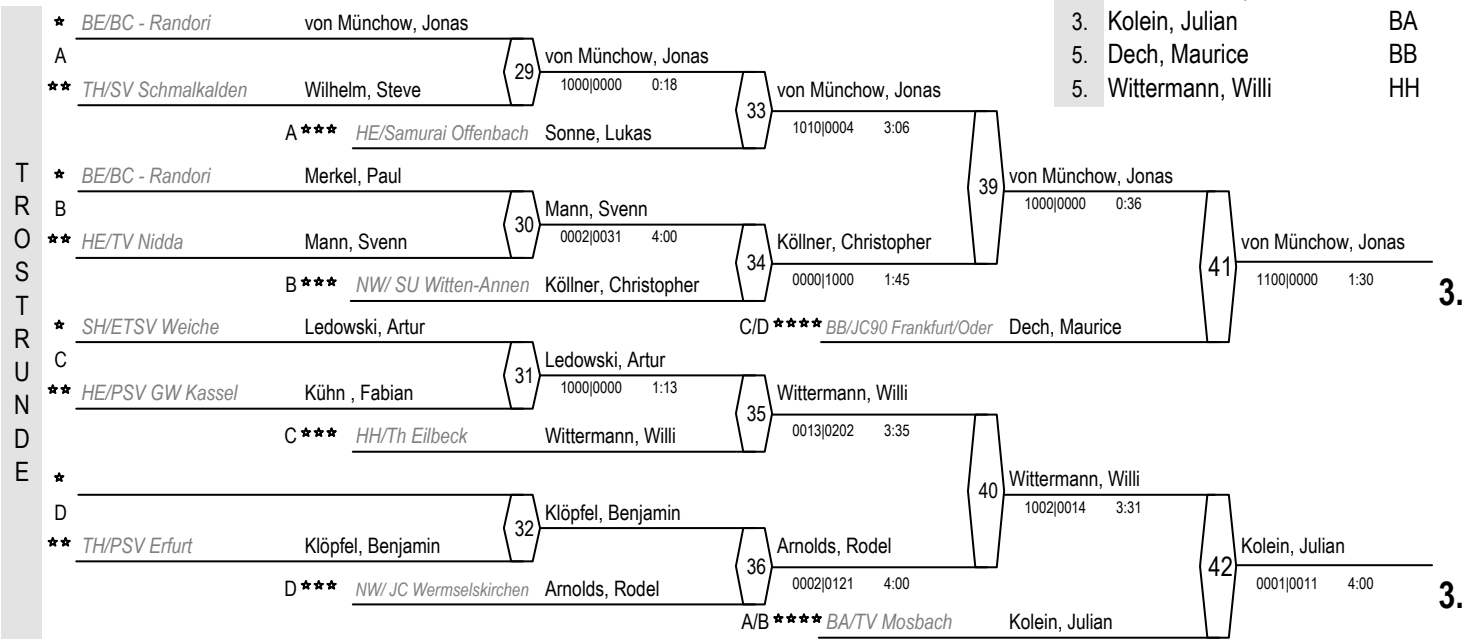 3. Kolein, Julian BA
5. Dech, Maurice BB
5. Wittermann, Willi HH
TROSTRUNDE
* BE/BC - Randori von Münchow, Jonas
A
** TH/SV Schmalkalden Wilhelm, Steve
29
von Münchow, Jonas
1000|0000 0:18
A *** HE/Samurai Offenbach Sonne, Lukas
33
von Münchow, Jonas
1010|0004 3:06
* BE/BC - Randori Merkel, Paul
B
** HE/TV Nidda Mann, Svenn
30
Mann, Svenn
0002|0031 4:00
B *** NW/ SU Witten-Annen Köllner, Christopher
34
Köllner, Christopher
0000|1000 1:45
39
von Münchow, Jonas
1000|0000 0:36
C/D **** BB/JC90 Frankfurt/Oder Dech, Maurice
41
von Münchow, Jonas
1100|0000 1:30
3.
* SH/ETSV Weiche Ledowski, Artur
C
** HE/PSV GW Kassel Kühn , Fabian
31
Ledowski, Artur
1000|0000 1:13
C *** HH/Th Eilbeck Wittermann, Willi
35
Wittermann, Willi
0013|0202 3:35
*
D
** TH/PSV Erfurt Klöpfel, Benjamin
32
Klöpfel, Benjamin
D *** NW/ JC Wermselskirchen Arnolds, Rodel
36
Arnolds, Rodel
0002|0121 4:00
40
Wittermann, Willi
1002|0014 3:31
A/B **** BA/TV Mosbach Kolein, Julian
42
Kolein, Julian
0001|0011 4:00
3.